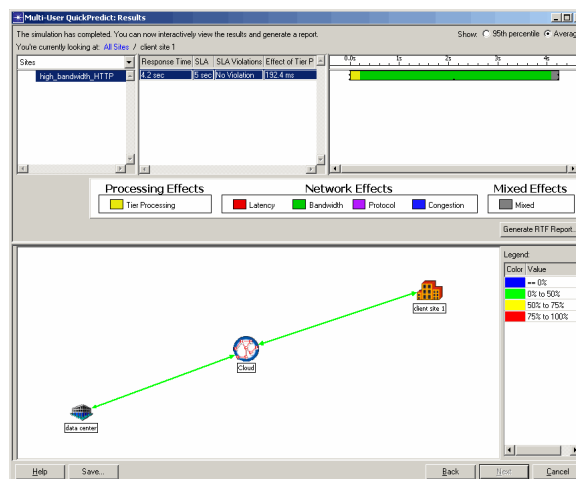 Multi-User QuickPredict: Results
The simulation has completed. You can now interactively view the results and generate a report.
Show: 95th percentile Averag
You're currently looking at: All Sites / client site 1
Sites
Response Time SLA SLA Violations Effect of Tier P
0.0s 1s 2s 3s 4s
high_bandwidth_HTTP 4.2 sec 5 sec No Violation 192.4 ms
Processing Effects Network Effects Mixed Effects
Tier Processing Latency Bandwidth Protocol Congestion Mixed
Generate RTF Report...
Legend:
Color Value
== 0%
0% to 50%
50% to 75%
75% to 100%
client site 1
Cloud
data center
Help Save... Back Next Cancel